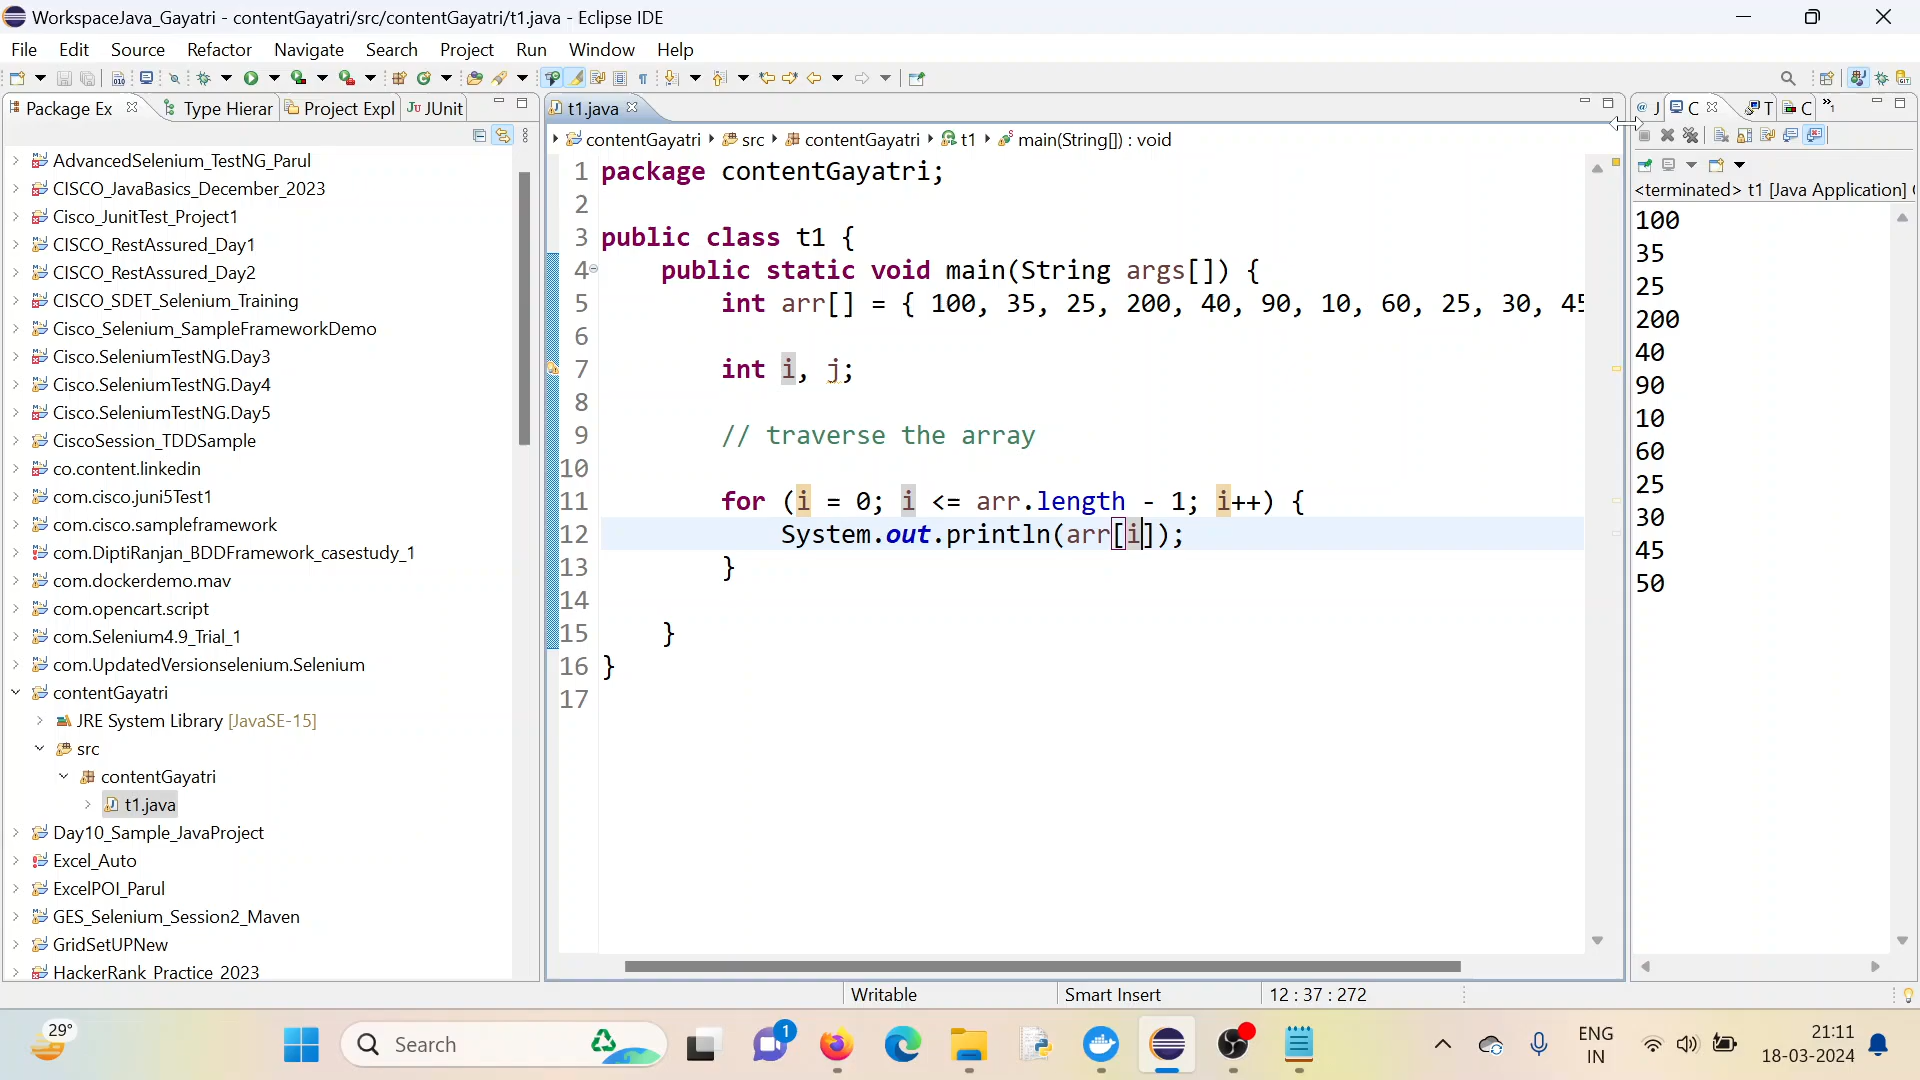 WorkspaceJava_Gayatri - contentGayatri/src/contentGayatri/t1.java - Eclipse IDE
File Edit Source Refactor Navigate Search Project Run Window Help
Package Ex Type Hierar Project Expl JUnit
t1.java
@ J C T C
contentGayatri src contentGayatri t1 main(String[]) : void
<terminated> t1 [Java Application]
AdvancedSelenium_TestNG_Parul
CISCO_JavaBasics_December_2023
Cisco_JunitTest_Project1
CISCO_RestAssured_Day1
CISCO_RestAssured_Day2
CISCO_SDET_Selenium_Training
Cisco_Selenium_SampleFrameworkDemo
Cisco.SeleniumTestNG.Day3
Cisco.SeleniumTestNG.Day4
Cisco.SeleniumTestNG.Day5
CiscoSession_TDDSample
co.content.linkedin
com.cisco.juni5Test1
com.cisco.sampleframework
com.DiptiRanjan_BDDFramework_casestudy_1
com.dockerdemo.mav
com.opencart.script
com.Selenium4.9_Trial_1
com.UpdatedVersionselenium.Selenium
contentGayatri
JRE System Library [JavaSE-15]
src
contentGayatri
t1.java
Day10_Sample_JavaProject
Excel_Auto
ExcelPOI_Parul
GES_Selenium_Session2_Maven
GridSetUPNew
HackerRank_Practice_2023
1 package contentGayatri;
2
3 public class t1 {
4 public static void main(String args[]) {
5 int arr[] = { 100, 35, 25, 200, 40, 90, 10, 60, 25, 30, 45
6
7 int i, j;
8
9 // traverse the array
10
11 for (i = 0; i <= arr.length - 1; i++) {
12 System.out.println(arr[i]);
13 }
14
15 }
16 }
17
100
35
25
200
40
90
10
60
25
30
45
50
Writable Smart Insert 12 : 37 : 272
29°
Search
1
ENG
IN
21:11
18-03-2024